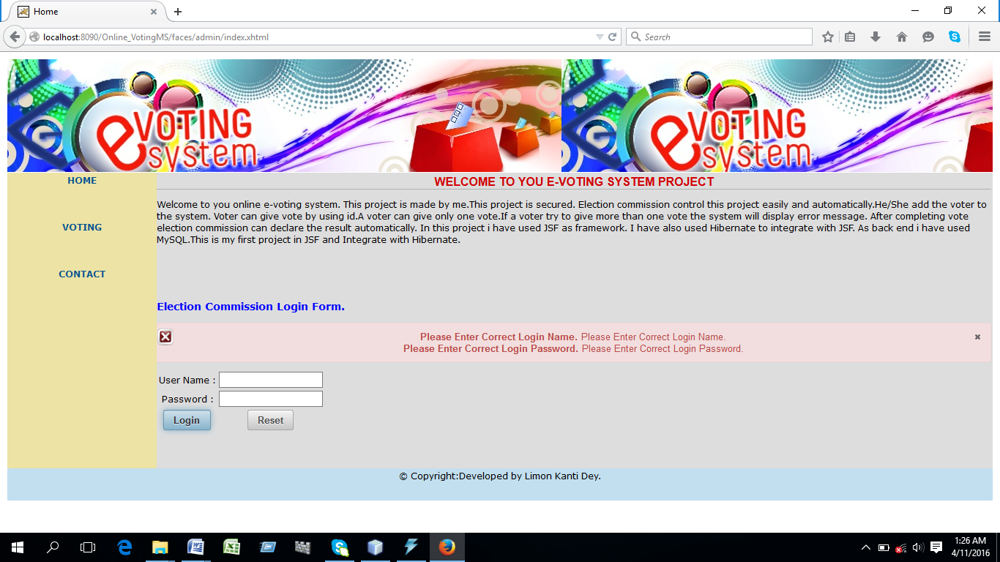 Home
localhost:8090/Online_VotingMS/faces/admin/index.xhtml
Search
eVOTING
system
eVOTING
system
HOME
VOTING
CONTACT
WELCOME TO YOU E-VOTING SYSTEM PROJECT
Welcome to you online e-voting system. This project is made by me.This project is secured. Election commission control this project easily and automatically.He/She add the voter to
the system. Voter can give vote by using id.A voter can give only one vote.If a voter try to give more than one vote the system will display error message. After completing vote
election commission can declare the result automatically. In this project i have used JSF as framework. I have also used Hibernate to integrate with JSF. As back end i have used
MySQL.This is my first project in JSF and Integrate with Hibernate.
Election Commission Login Form.
Please Enter Correct Login Name. Please Enter Correct Login Name.
Please Enter Correct Login Password. Please Enter Correct Login Password.
User Name :
Password :
Login Reset
© Copyright:Developed by Limon Kanti Dey.
1:26 AM
4/11/2016